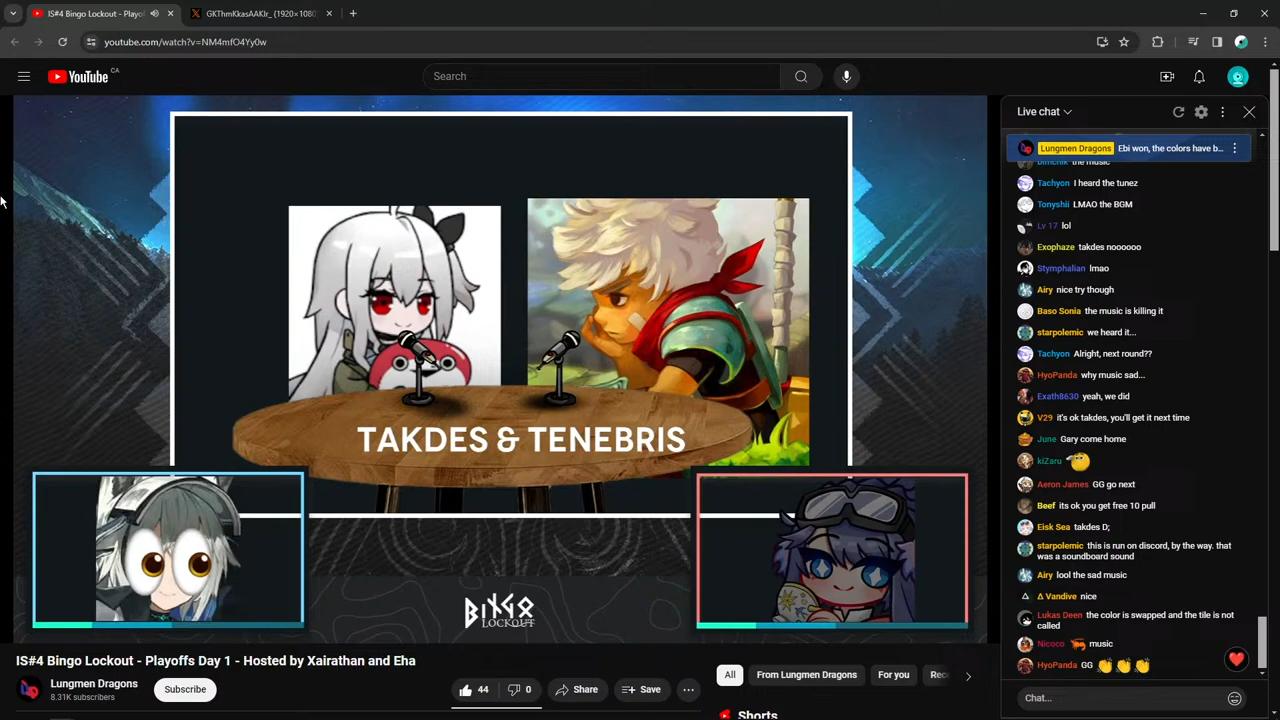 IS#4 Bingo Lockout - Playof
GKThmKkasAAKIr_ (1920×1080)
youtube.com/watch?v=NM4mfO4Yy0w
YouTube CA
Search
TAKDES & TENEBRIS
BINGO
LOCKOUT
IS#4 Bingo Lockout - Playoffs Day 1 - Hosted by Xairathan and Eha
Lungmen Dragons
8.31K subscribers
Subscribe
44
0
Share
Save
All
From Lungmen Dragons
For you
Rec
Shorts
Live chat
Lungmen Dragons Ebi won, the colors have b...
the music
Tachyon I heard the tunez
Tonyshii LMAO the BGM
Lv 17 lol
Exophaze takdes noooooo
Stymphalian lmao
Airy nice try though
Baso Sonia the music is killing it
starpolemic we heard it...
Tachyon Alright, next round??
HyoPanda why music sad...
Exath8630 yeah, we did
V29 it's ok takdes, you'll get it next time
June Gary come home
kiZaru
Aeron James GG go next
Beef its ok you get free 10 pull
Eisk Sea takdes D;
starpolemic this is run on discord, by the way. that
was a soundboard sound
Airy lool the sad music
Δ Vandive nice
Lukas Deen the color is swapped and the tile is not
called
Nicoco 🦐 music
HyoPanda GG 👏 👏 👏
Chat...